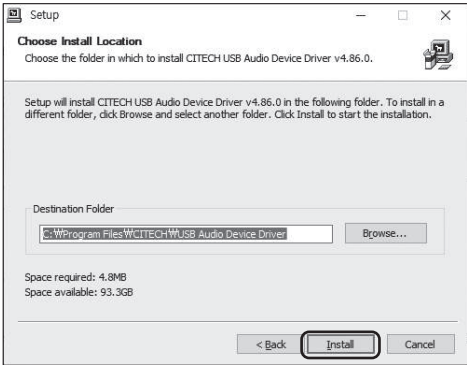 Setup
Choose Install Location
Choose the folder in which to install CITECH USB Audio Device Driver v4.86.0.
Setup will install CITECH USB Audio Device Driver v4.86.0 in the following folder. To install in a
different folder, click Browse and select another folder. Click Install to start the installation.
Destination Folder
C:₩Program Files₩CITECH₩USB Audio Device Driver
Browse...
Space required: 4.8MB
Space available: 93.3GB
< Back
Install
Cancel